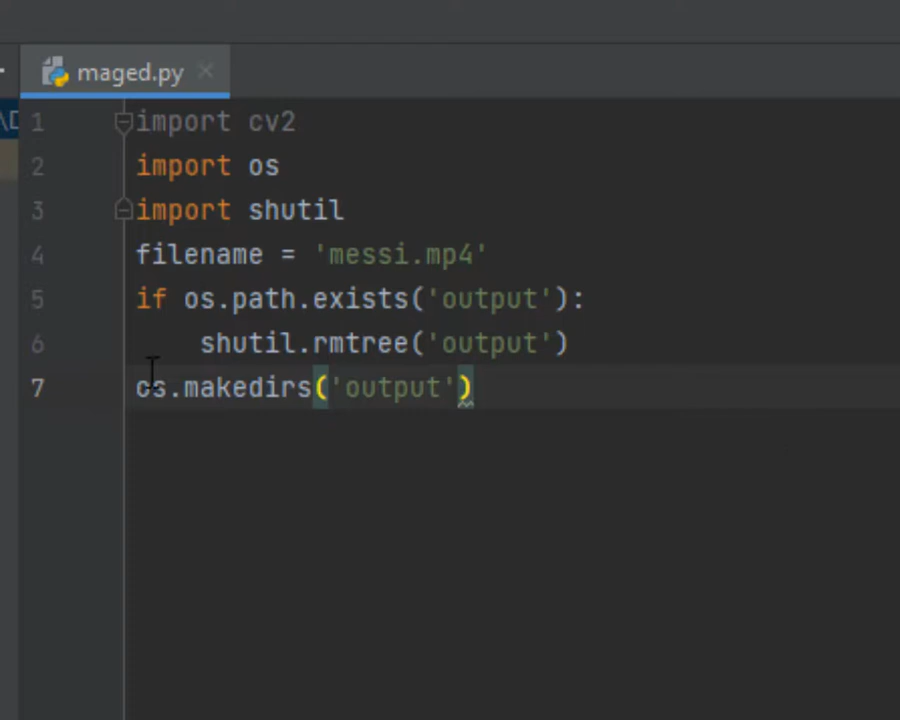 maged.py
1 import cv2
2 import os
3 import shutil
4 filename = 'messi.mp4'
5 if os.path.exists('output'):
6     shutil.rmtree('output')
7 os.makedirs('output')